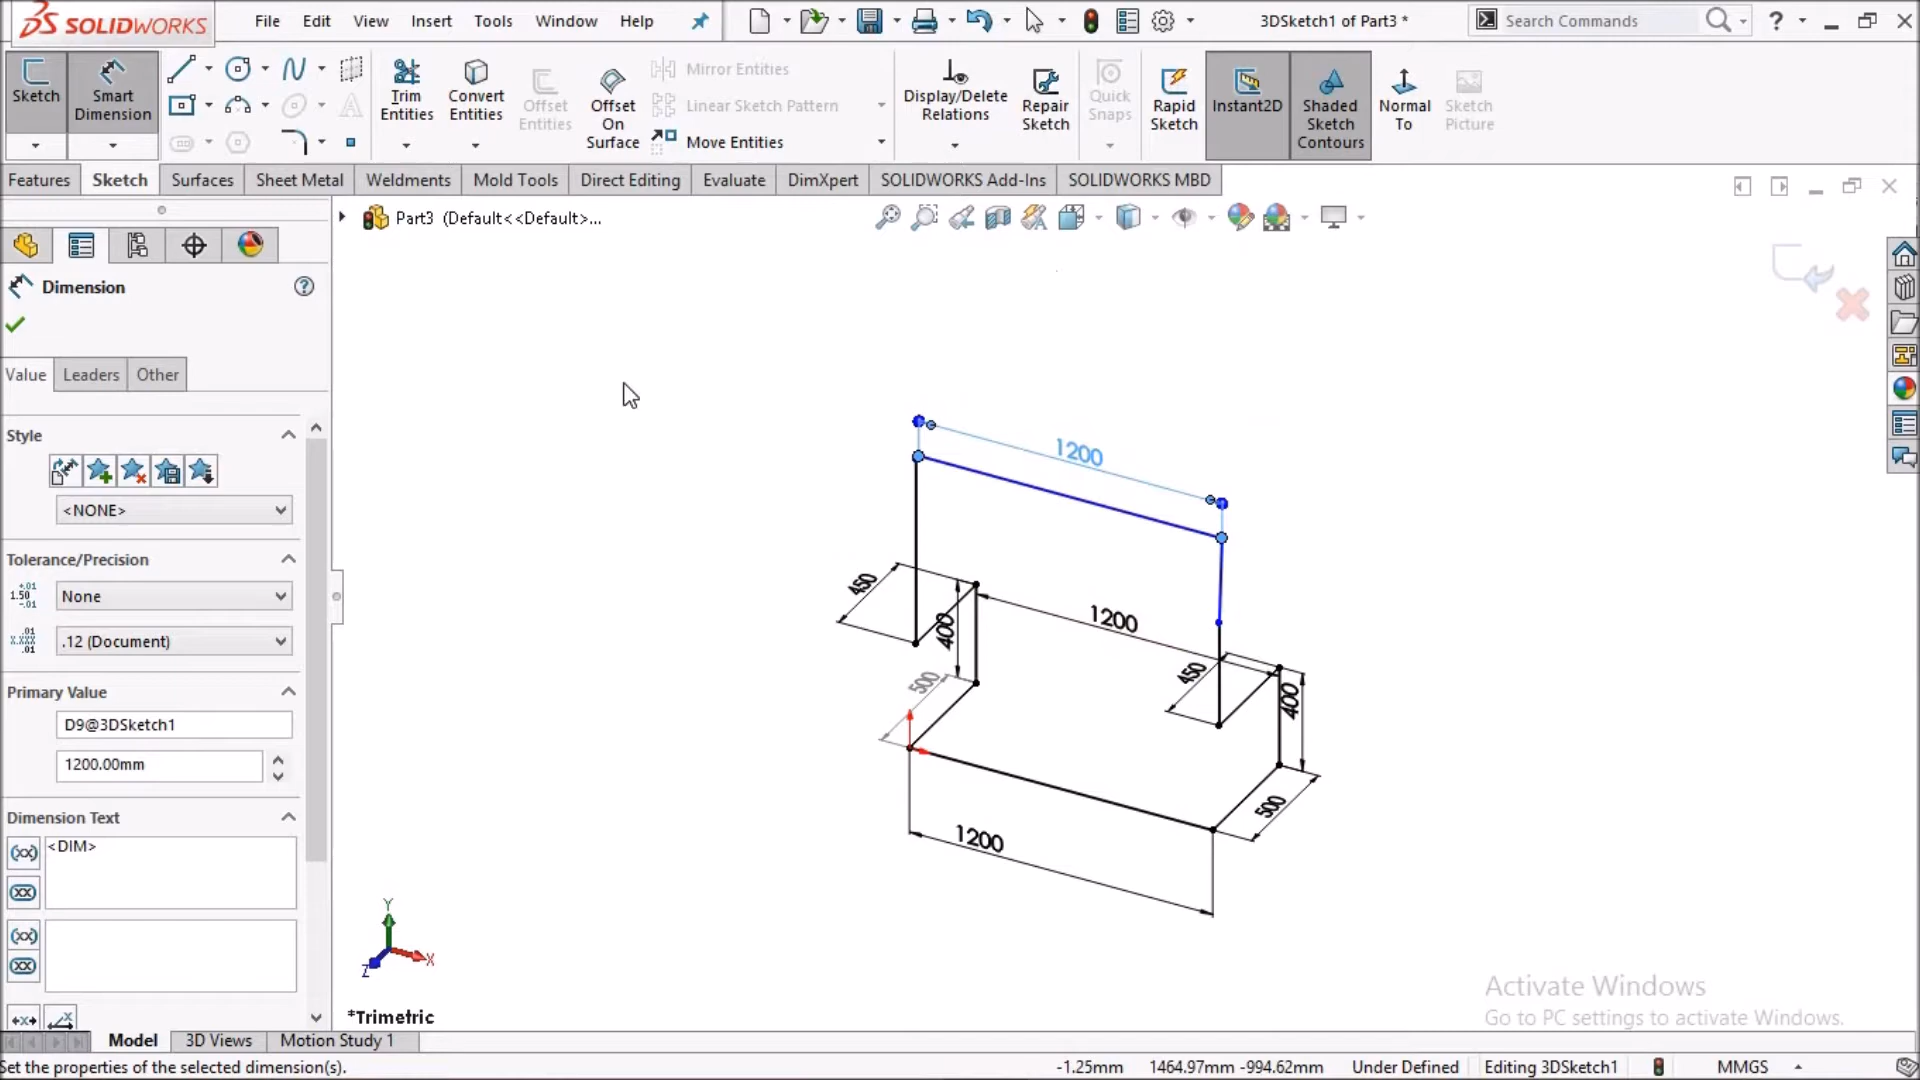 SOLIDWORKS
File Edit View Insert Tools Window Help
3DSketch1 of Part3 *
Search Commands
Sketch
Smart Dimension
Trim Entities
Convert Entities
Offset Entities
Offset On Surface
Mirror Entities
Linear Sketch Pattern
Move Entities
Display/Delete Relations
Repair Sketch
Quick Snaps
Rapid Sketch
Instant2D
Shaded Sketch Contours
Normal To
Sketch Picture
Features Sketch Surfaces Sheet Metal Weldments Mold Tools Direct Editing Evaluate DimXpert SOLIDWORKS Add-Ins SOLIDWORKS MBD
Part3 (Default<<Default>...
Dimension
Value Leaders Other
Style
<NONE>
Tolerance/Precision
None
.12 (Document)
Primary Value
D9@3DSketch1
1200.00mm
Dimension Text
<DIM>
1200
450
400
1200
450
400
500
500
1200
Y
X
Z
*Trimetric
Activate Windows
Go to PC settings to activate Windows.
Model 3D Views Motion Study 1
Set the properties of the selected dimension(s).
-1.25mm 1464.97mm -994.62mm Under Defined Editing 3DSketch1 MMGS